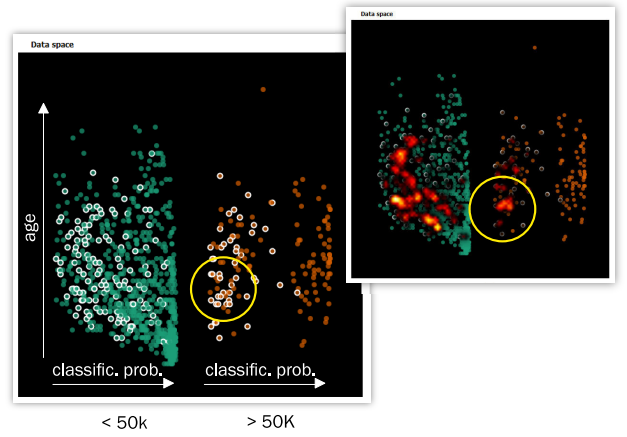 Data space
Data space
age
classific. prob.
classific. prob.
< 50k
> 50K